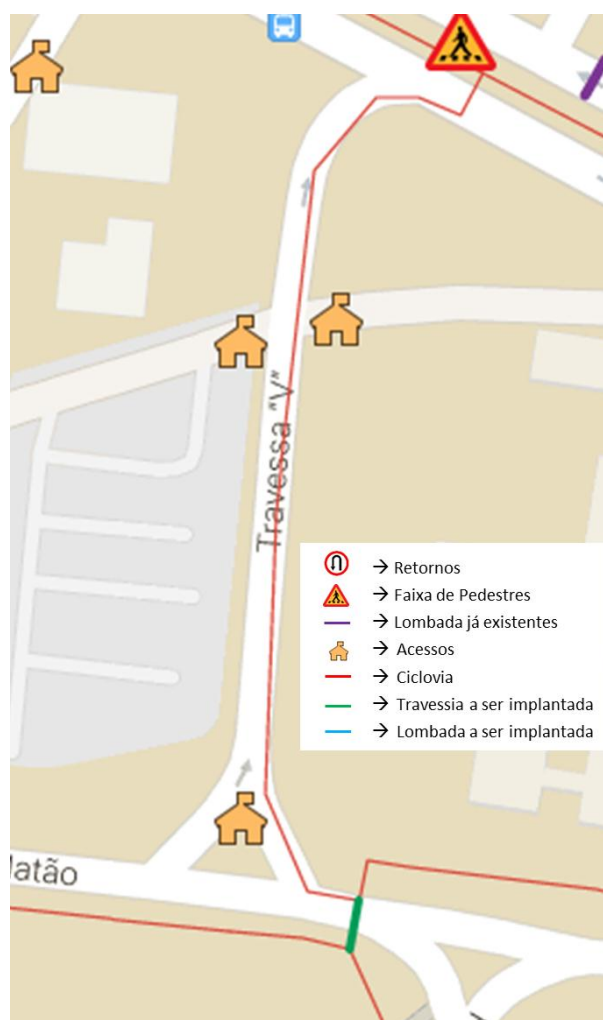 Travessa "V"
→ Retornos
→ Faixa de Pedestres
→ Lombada já existentes
→ Acessos
→ Ciclovia
→ Travessia a ser implantada
→ Lombada a ser implantada
latão